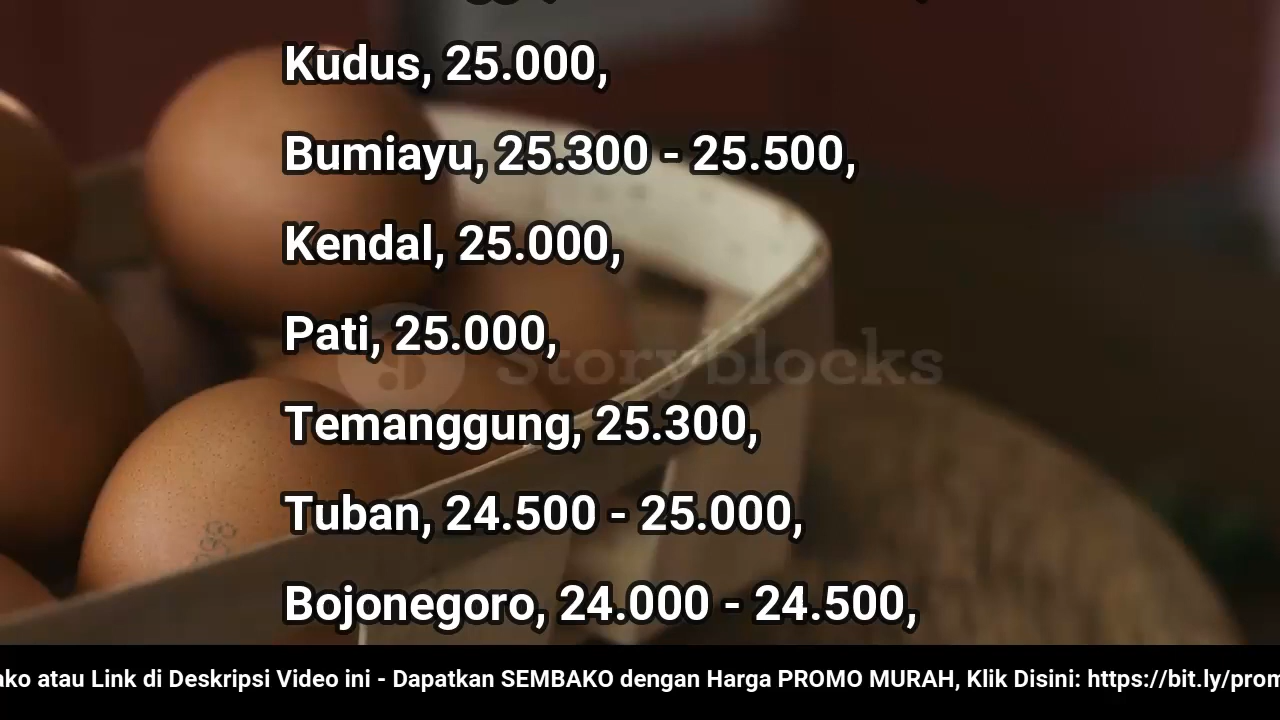 Kudus, 25.000,
Bumiayu, 25.300 - 25.500,
Kendal, 25.000,
Pati, 25.000,
Storyblocks
Temanggung, 25.300,
Tuban, 24.500 - 25.000,
Bojonegoro, 24.000 - 24.500,
atau Link di Deskripsi Video ini - Dapatkan SEMBAKO dengan Harga PROMO MURAH, Klik Disini: https://bit.ly/prom